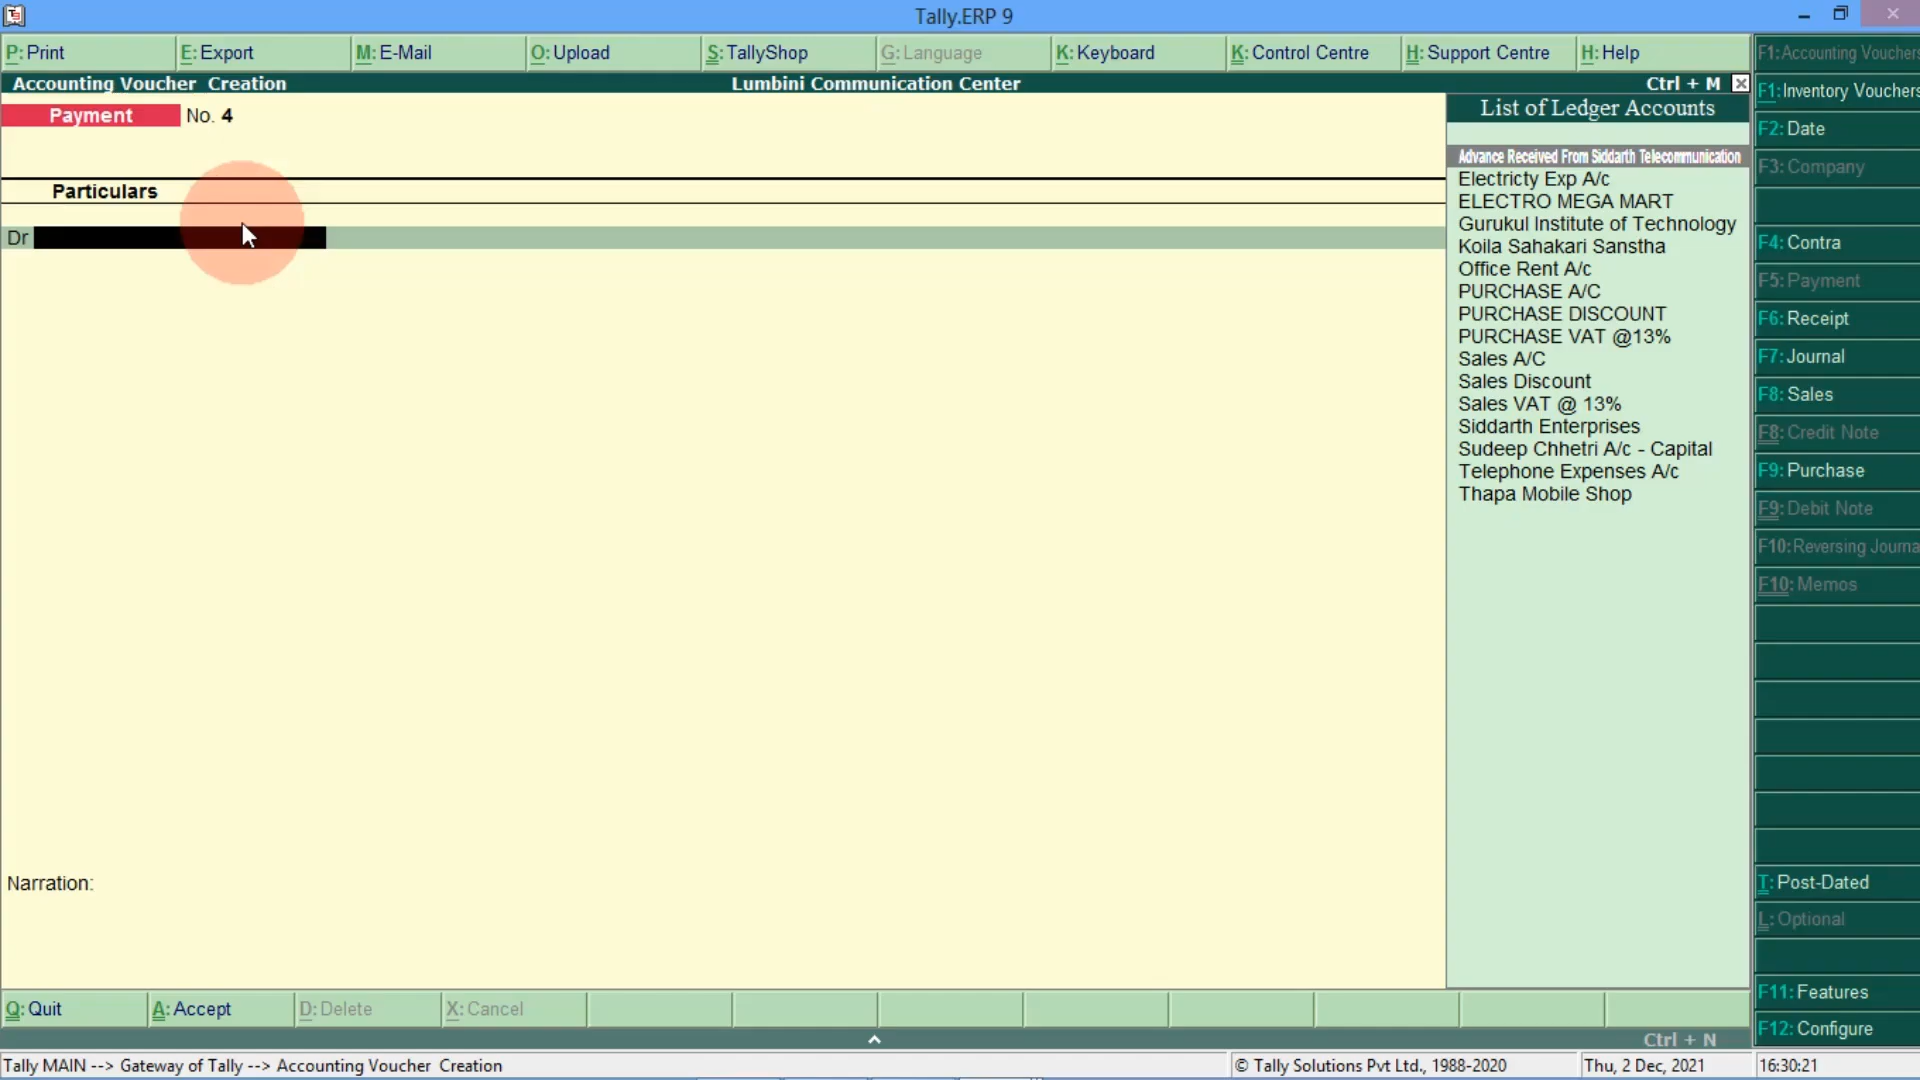 Tally.ERP 9
P: Print
E: Export
M: E-Mail
O: Upload
S: TallyShop
G: Language
K: Keyboard
K: Control Centre
H: Support Centre
H: Help
Accounting Voucher Creation
Lumbini Communication Center
Ctrl + M
Payment No. 4
Particulars
Dr
Narration:
List of Ledger Accounts
Advance Received From Siddarth Telecommunication
Electricty Exp A/c
ELECTRO MEGA MART
Gurukul Institute of Technology
Koila Sahakari Sanstha
Office Rent A/c
PURCHASE A/C
PURCHASE DISCOUNT
PURCHASE VAT @13%
Sales A/C
Sales Discount
Sales VAT @ 13%
Siddarth Enterprises
Sudeep Chhetri A/c - Capital
Telephone Expenses A/c
Thapa Mobile Shop
F1: Accounting Vouchers
F1: Inventory Vouchers
F2: Date
F3: Company
F4: Contra
F5: Payment
F6: Receipt
F7: Journal
F8: Sales
F8: Credit Note
F9: Purchase
F9: Debit Note
F10: Reversing Journa
F10: Memos
T: Post-Dated
L: Optional
F11: Features
F12: Configure
Q: Quit
A: Accept
D: Delete
X: Cancel
Ctrl + N
Tally MAIN --> Gateway of Tally --> Accounting Voucher Creation
© Tally Solutions Pvt Ltd., 1988-2020
Thu, 2 Dec, 2021
16:30:21